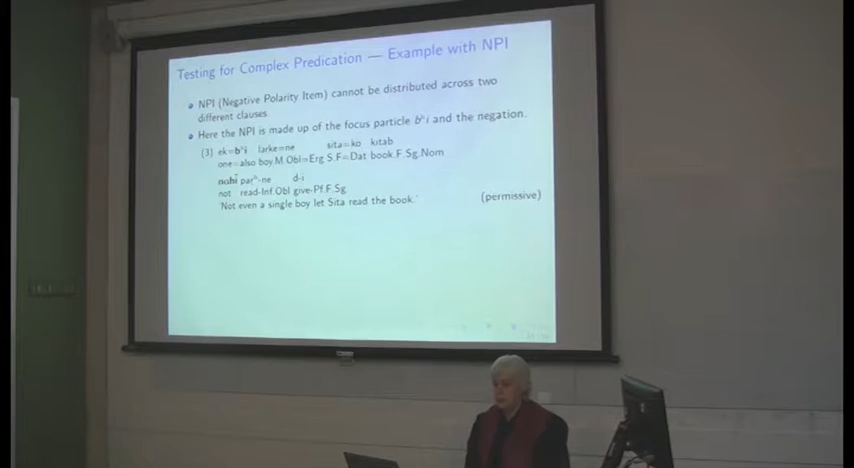 Testing for Complex Predication — Example with NPI
NPI (Negative Polarity Item) cannot be distributed across two
different clauses
Here the NPI is made up of the focus particle bʰi and the negation.
(3) ek=bʰi larke=ne sita=ko kıtab
one=also boy.M.Obl=Erg S.F=Dat book.F.Sg.Nom
nahĩ parʰ-ne d-i
not read-Inf.Obl give-Pf.F.Sg
'Not even a single boy let Sita read the book.' (permissive)